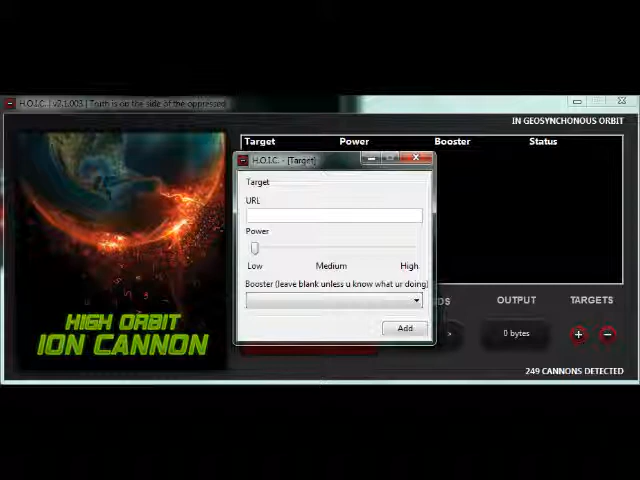 H.O.I.C. | v2.1.003 | Truth is on the side of the oppressed
IN GEOSYNCHONOUS ORBIT
Target Power Booster Status
H.O.I.C. - [Target]
Target
URL
Power
Low Medium High
Booster (leave blank unless u know what ur doing)
Add
OUTPUT TARGETS
0 bytes
+ −
HIGH ORBIT
ION CANNON
249 CANNONS DETECTED